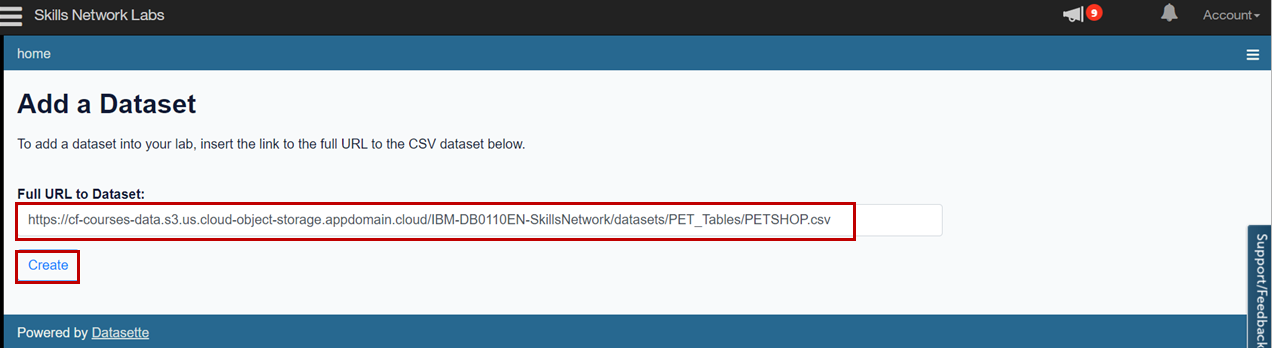 Skills Network Labs
9
Account
home
Add a Dataset
To add a dataset into your lab, insert the link to the full URL to the CSV dataset below.
Full URL to Dataset:
https://cf-courses-data.s3.us.cloud-object-storage.appdomain.cloud/IBM-DB0110EN-SkillsNetwork/datasets/PET_Tables/PETSHOP.csv
Create
Support/Feedback
Powered by Datasette